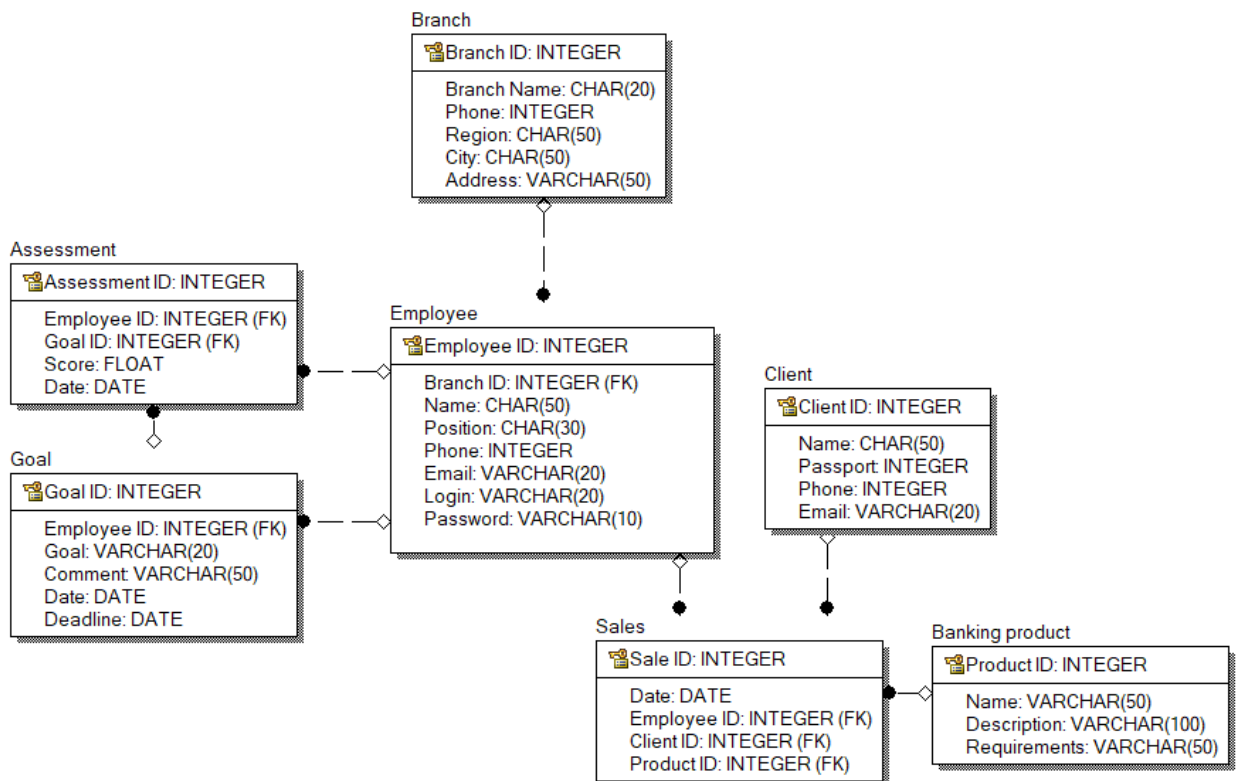 Branch
Branch ID: INTEGER
Branch Name: CHAR(20)
Phone: INTEGER
Region: CHAR(50)
City: CHAR(50)
Address: VARCHAR(50)
Assessment
Assessment ID: INTEGER
Employee ID: INTEGER (FK)
Goal ID: INTEGER (FK)
Score: FLOAT
Date: DATE
Employee
Employee ID: INTEGER
Branch ID: INTEGER (FK)
Name: CHAR(50)
Position: CHAR(30)
Phone: INTEGER
Email: VARCHAR(20)
Login: VARCHAR(20)
Password: VARCHAR(10)
Client
Client ID: INTEGER
Name: CHAR(50)
Passport: INTEGER
Phone: INTEGER
Email: VARCHAR(20)
Goal
Goal ID: INTEGER
Employee ID: INTEGER (FK)
Goal: VARCHAR(20)
Comment: VARCHAR(50)
Date: DATE
Deadline: DATE
Sales
Sale ID: INTEGER
Date: DATE
Employee ID: INTEGER (FK)
Client ID: INTEGER (FK)
Product ID: INTEGER (FK)
Banking product
Product ID: INTEGER
Name: VARCHAR(50)
Description: VARCHAR(100)
Requirements: VARCHAR(50)